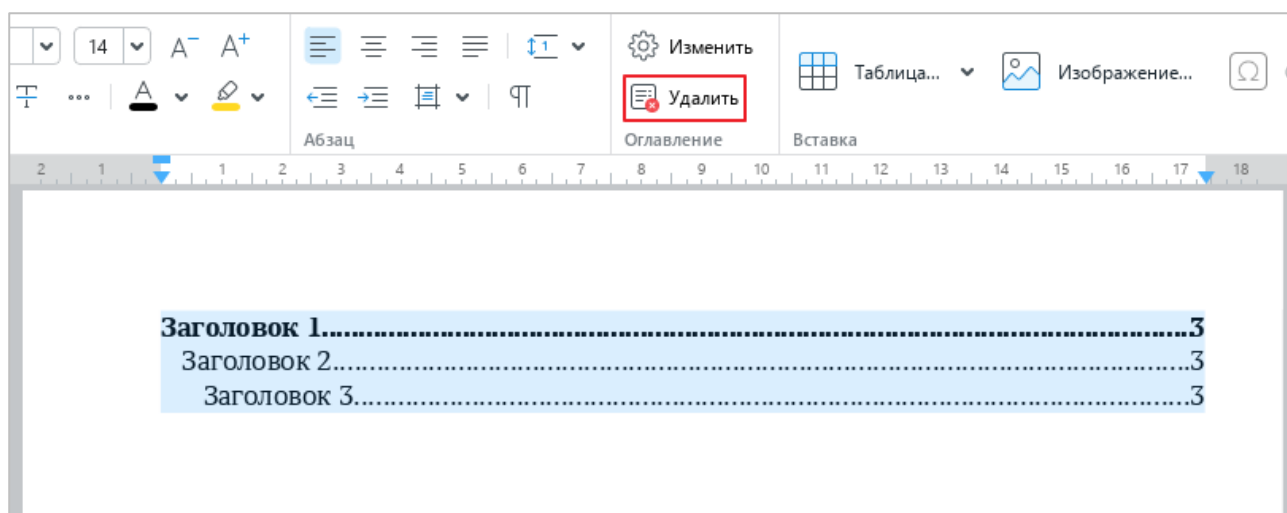 14 A⁻ A⁺ 1 Изменить
Таблица... Изображение... Ω
A Удалить
Абзац Оглавление Вставка
2 1 1 2 3 4 5 6 7 8 9 10 11 12 13 14 15 16 17 18
Заголовок 1.......................................................................................................3
Заголовок 2.......................................................................................................3
Заголовок 3.......................................................................................................3